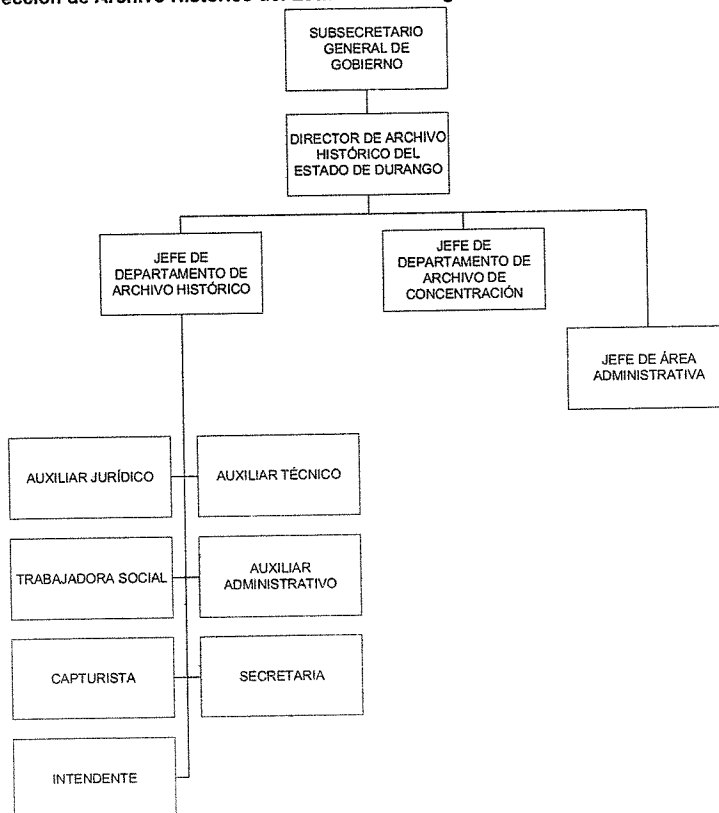 SUBSECRETARIO
GENERAL DE
GOBIERNO
DIRECTOR DE ARCHIVO
HISTÓRICO DEL
ESTADO DE DURANGO
JEFE DE
DEPARTAMENTO DE
ARCHIVO HISTÓRICO
JEFE DE
DEPARTAMENTO DE
ARCHIVO DE
CONCENTRACIÓN
JEFE DE ÁREA
ADMINISTRATIVA
AUXILIAR JURÍDICO
AUXILIAR TÉCNICO
TRABAJADORA SOCIAL
AUXILIAR
ADMINISTRATIVO
CAPTURISTA
SECRETARIA
INTENDENTE